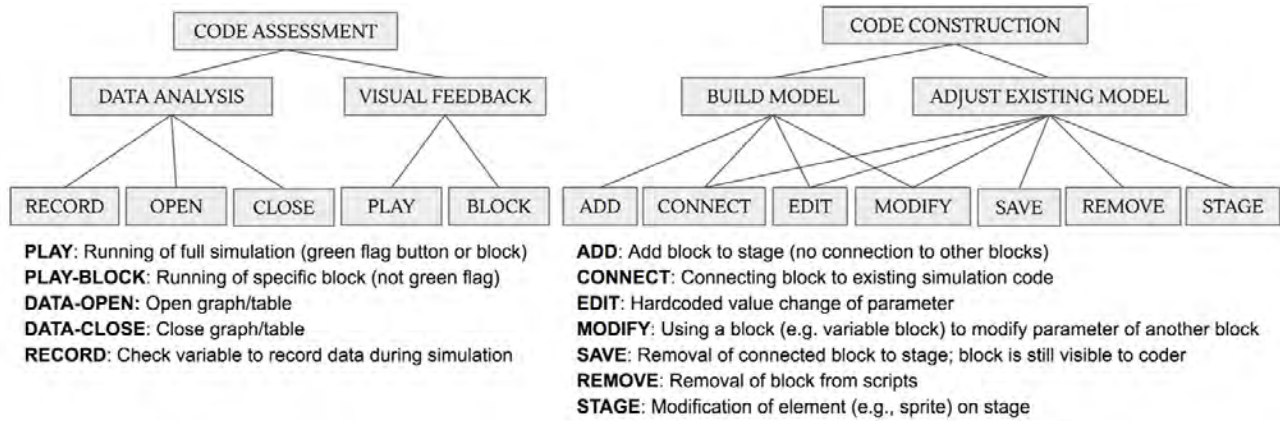 CODE ASSESSMENT
DATA ANALYSIS
VISUAL FEEDBACK
RECORD
OPEN
CLOSE
PLAY
BLOCK
PLAY: Running of full simulation (green flag button or block)
PLAY-BLOCK: Running of specific block (not green flag)
DATA-OPEN: Open graph/table
DATA-CLOSE: Close graph/table
RECORD: Check variable to record data during simulation
CODE CONSTRUCTION
BUILD MODEL
ADJUST EXISTING MODEL
ADD
CONNECT
EDIT
MODIFY
SAVE
REMOVE
STAGE
ADD: Add block to stage (no connection to other blocks)
CONNECT: Connecting block to existing simulation code
EDIT: Hardcoded value change of parameter
MODIFY: Using a block (e.g. variable block) to modify parameter of another block
SAVE: Removal of connected block to stage; block is still visible to coder
REMOVE: Removal of block from scripts
STAGE: Modification of element (e.g., sprite) on stage